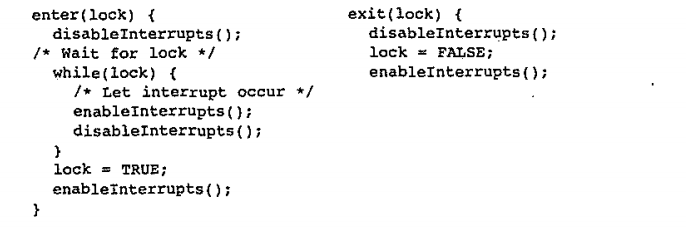 enter(lock) {
  disableInterrupts();
/* Wait for lock */
  while(lock) {
    /* Let interrupt occur */
    enableInterrupts();
    disableInterrupts();
  }
  lock = TRUE;
  enableInterrupts();
}
exit(lock) {
  disableInterrupts();
  lock = FALSE;
  enableInterrupts();